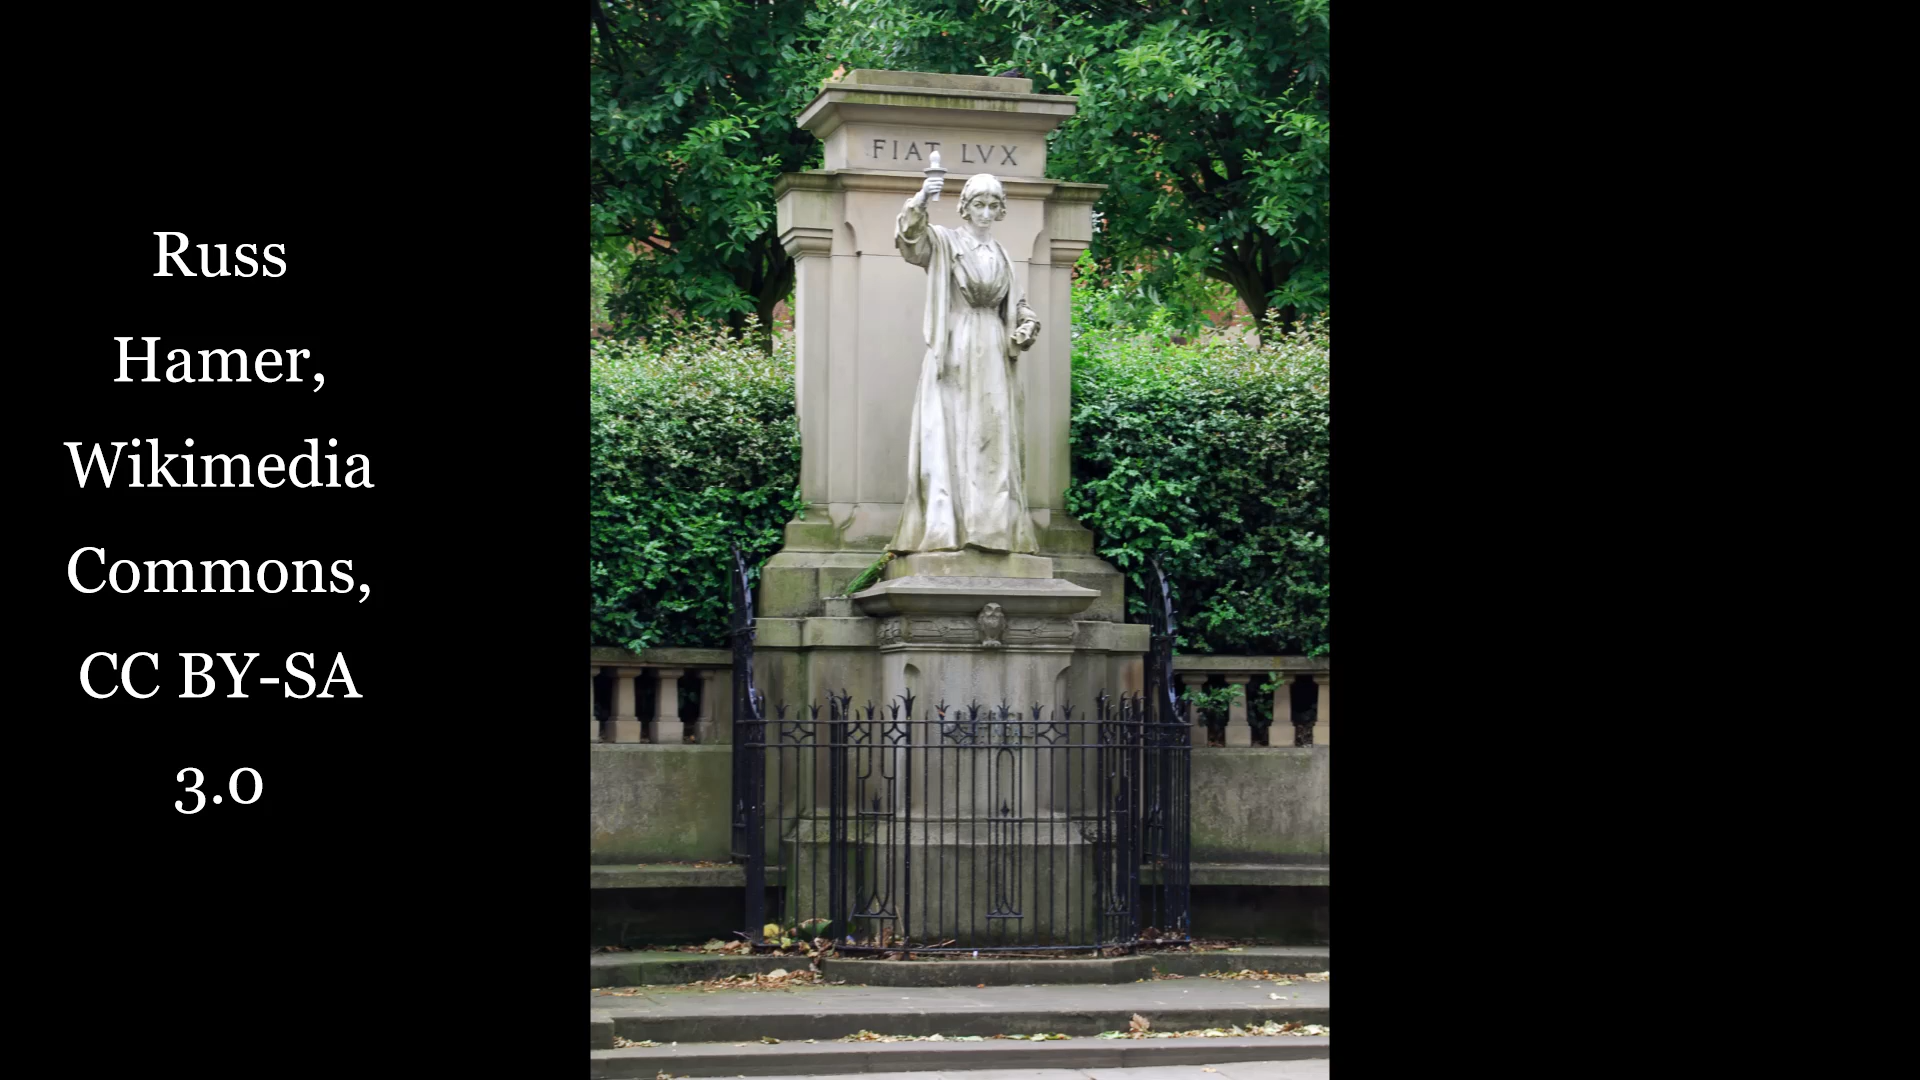 Russ
Hamer,
Wikimedia
Commons,
CC BY-SA
3.0
FIAT LVX